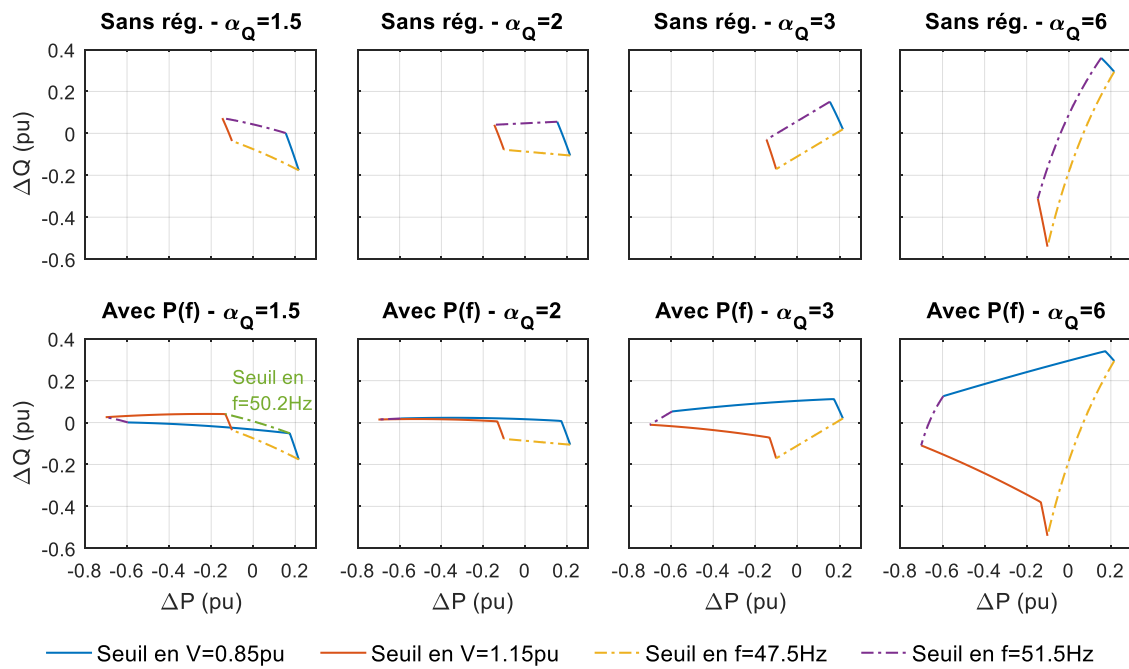 Sans rég. - αQ=1.5
Sans rég. - αQ=2
Sans rég. - αQ=3
Sans rég. - αQ=6
0.4
0.2
0
-0.2
-0.4
-0.6
ΔQ (pu)
Avec P(f) - αQ=1.5
Avec P(f) - αQ=2
Avec P(f) - αQ=3
Avec P(f) - αQ=6
0.4
0.2
0
-0.2
-0.4
-0.6
ΔQ (pu)
Seuil en
f=50.2Hz
-0.8 -0.6 -0.4 -0.2 0 0.2
-0.8 -0.6 -0.4 -0.2 0 0.2
-0.8 -0.6 -0.4 -0.2 0 0.2
-0.8 -0.6 -0.4 -0.2 0 0.2
ΔP (pu)
ΔP (pu)
ΔP (pu)
ΔP (pu)
Seuil en V=0.85pu
Seuil en V=1.15pu
Seuil en f=47.5Hz
Seuil en f=51.5Hz